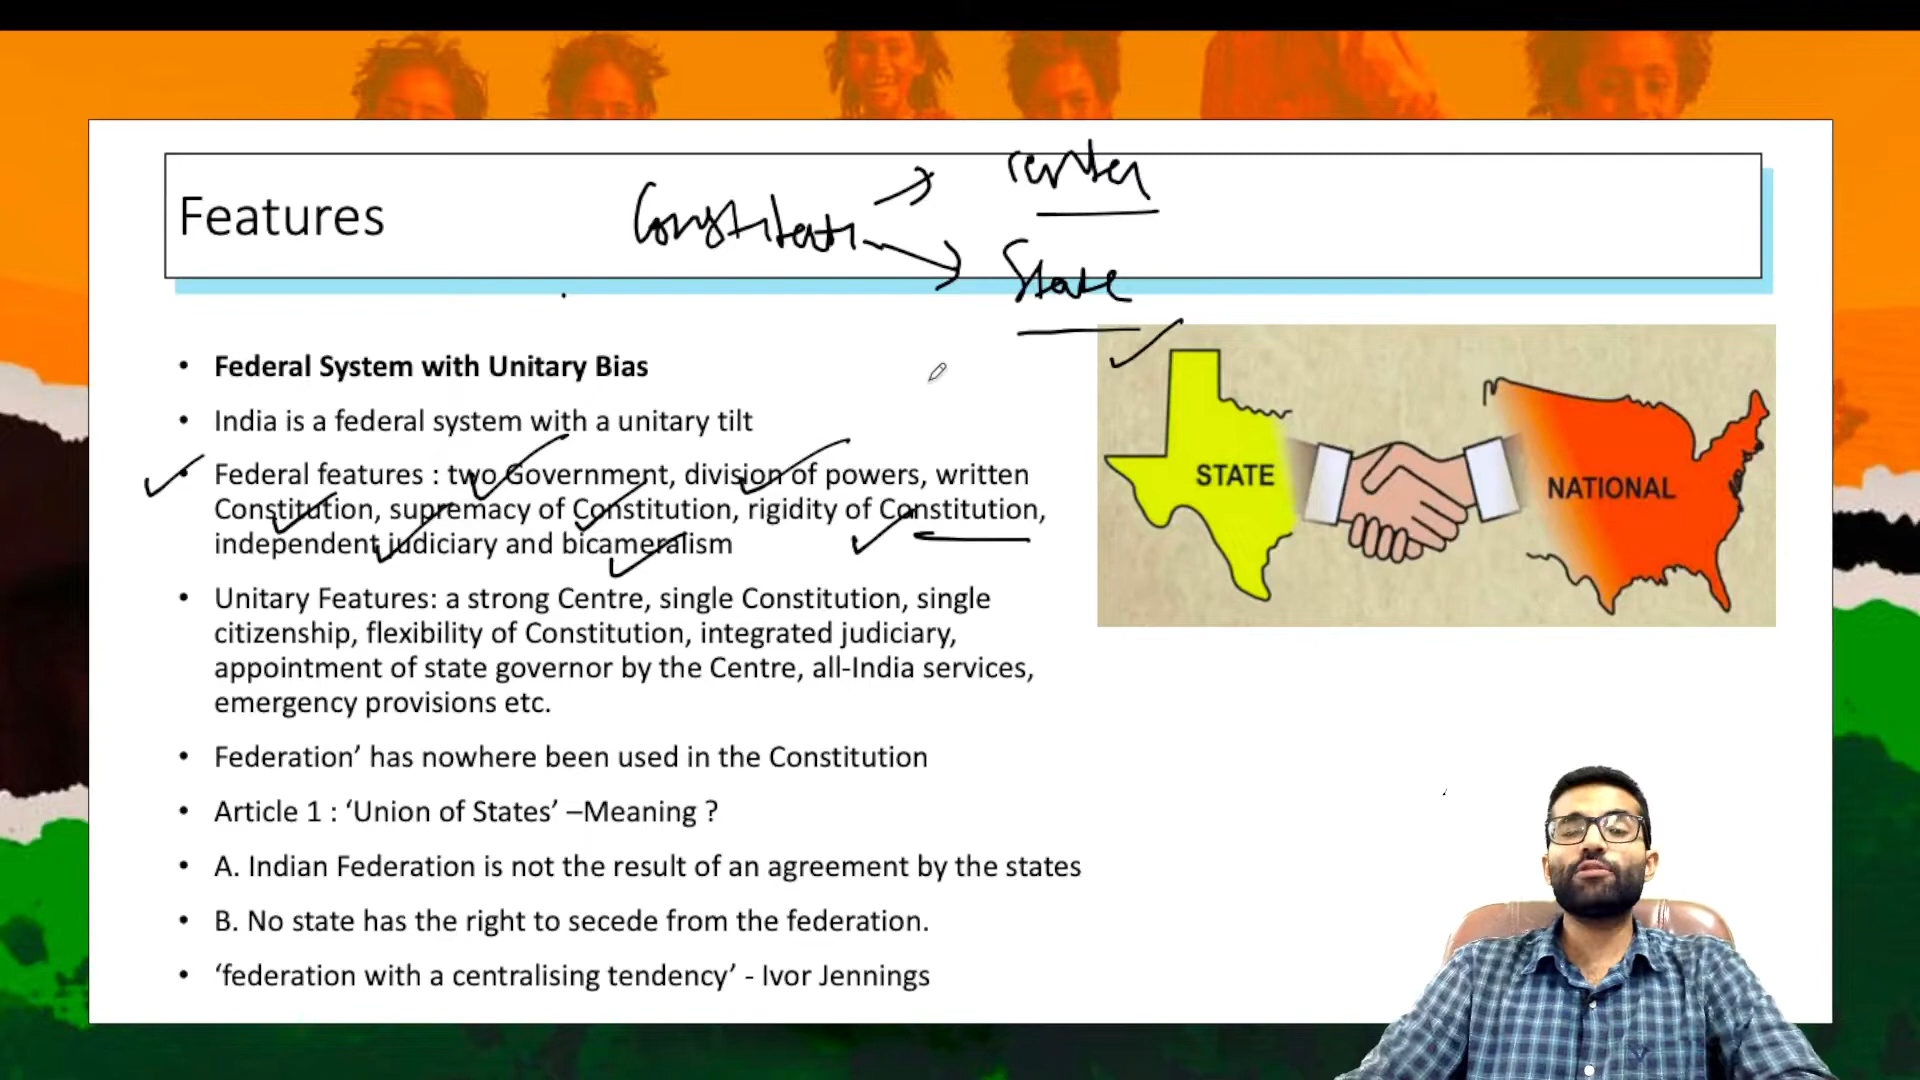 center
Features
Constituti
State
• Federal System with Unitary Bias
• India is a federal system with a unitary tilt
• Federal features : two Government, division of powers, written
Constitution, supremacy of Constitution, rigidity of Constitution,
independent judiciary and bicameralism
STATE
NATIONAL
• Unitary Features: a strong Centre, single Constitution, single
citizenship, flexibility of Constitution, integrated judiciary,
appointment of state governor by the Centre, all-India services,
emergency provisions etc.
• Federation’ has nowhere been used in the Constitution
• Article 1 : ‘Union of States’ –Meaning ?
• A. Indian Federation is not the result of an agreement by the states
• B. No state has the right to secede from the federation.
• ‘federation with a centralising tendency’ - Ivor Jennings